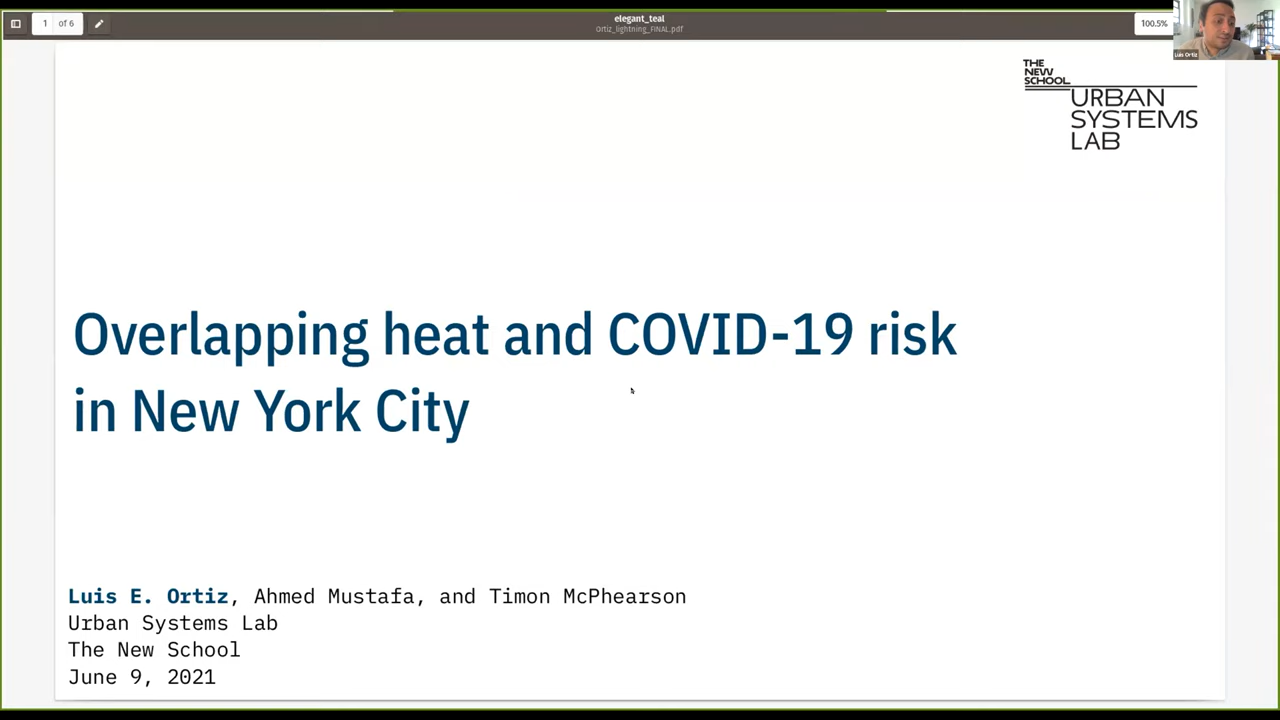 1 of 6
elegant_teal
Ortiz_lightning_FINAL.pdf
100.5%
Luis Ortiz
THE
NEW
SCHOOL
URBAN
SYSTEMS
LAB
Overlapping heat and COVID-19 risk
in New York City
Luis E. Ortiz, Ahmed Mustafa, and Timon McPhearson
Urban Systems Lab
The New School
June 9, 2021